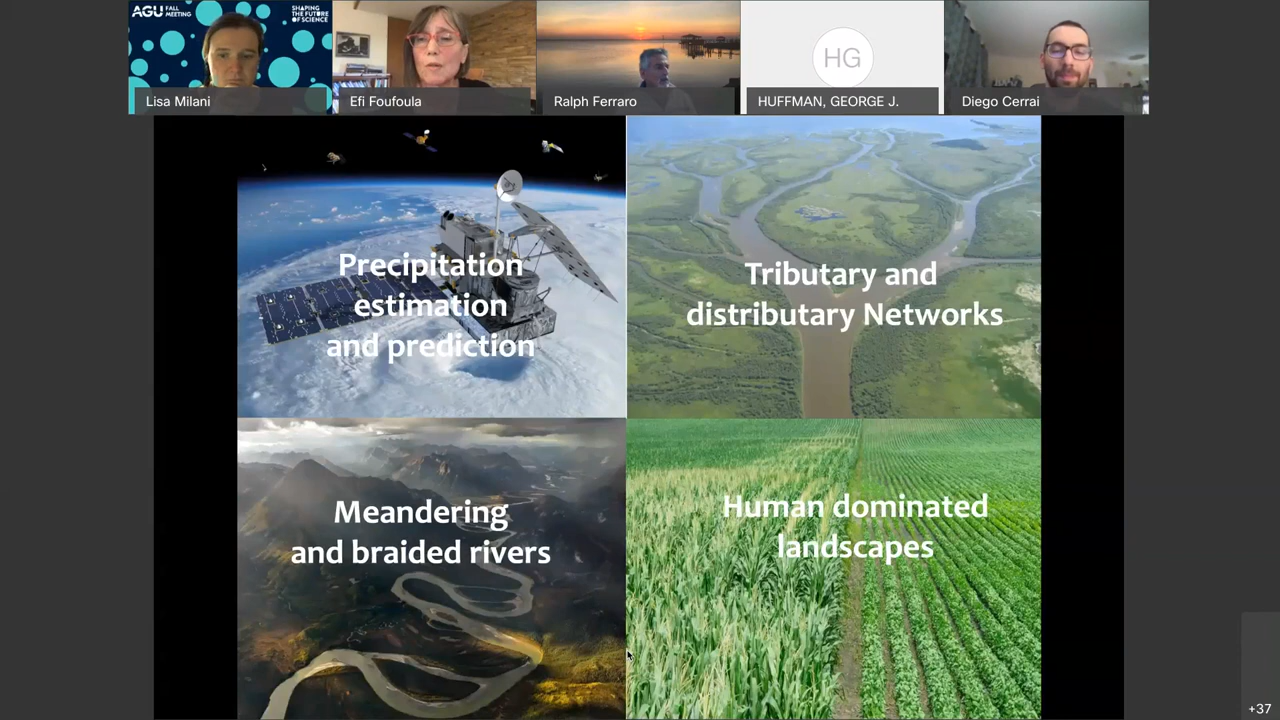 AGU FALL
MEETING
SHAPING
THE FUTURE
OF SCIENCE
Lisa Milani
Efi Foufoula
Ralph Ferraro
HG
HUFFMAN, GEORGE J.
Diego Cerrai
Precipitation
estimation
and prediction
Tributary and
distributary Networks
Meandering
and braided rivers
Human dominated
landscapes
+37